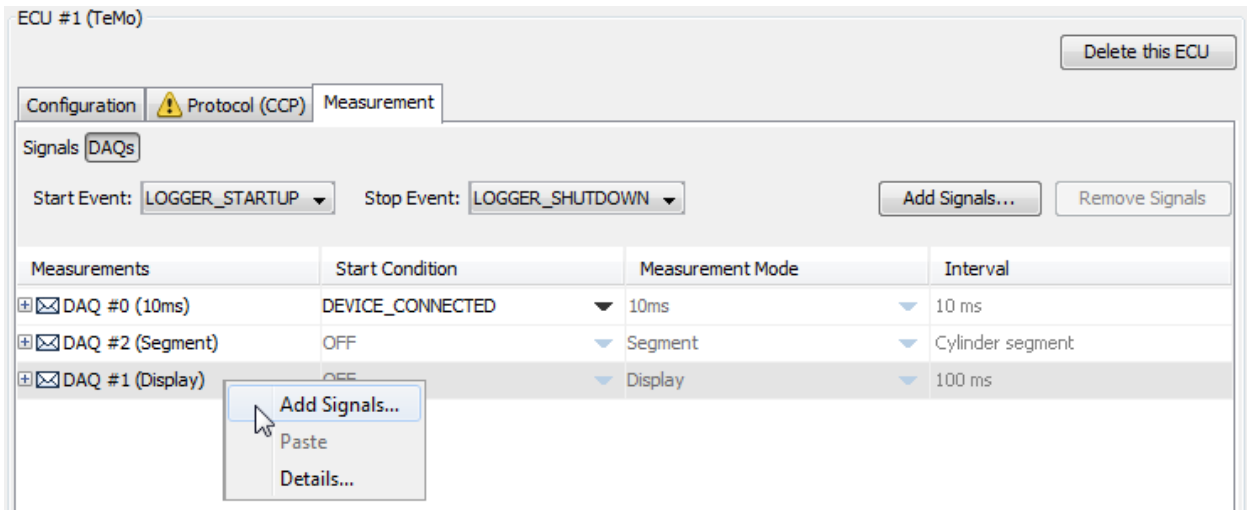 ECU #1 (TeMo)
Delete this ECU
Configuration Protocol (CCP) Measurement
Signals DAQs
Start Event: LOGGER_STARTUP Stop Event: LOGGER_SHUTDOWN Add Signals... Remove Signals
Measurements Start Condition Measurement Mode Interval
DAQ #0 (10ms) DEVICE_CONNECTED 10ms 10 ms
DAQ #2 (Segment) OFF Segment Cylinder segment
DAQ #1 (Display) OFF Display 100 ms
Add Signals...
Paste
Details...